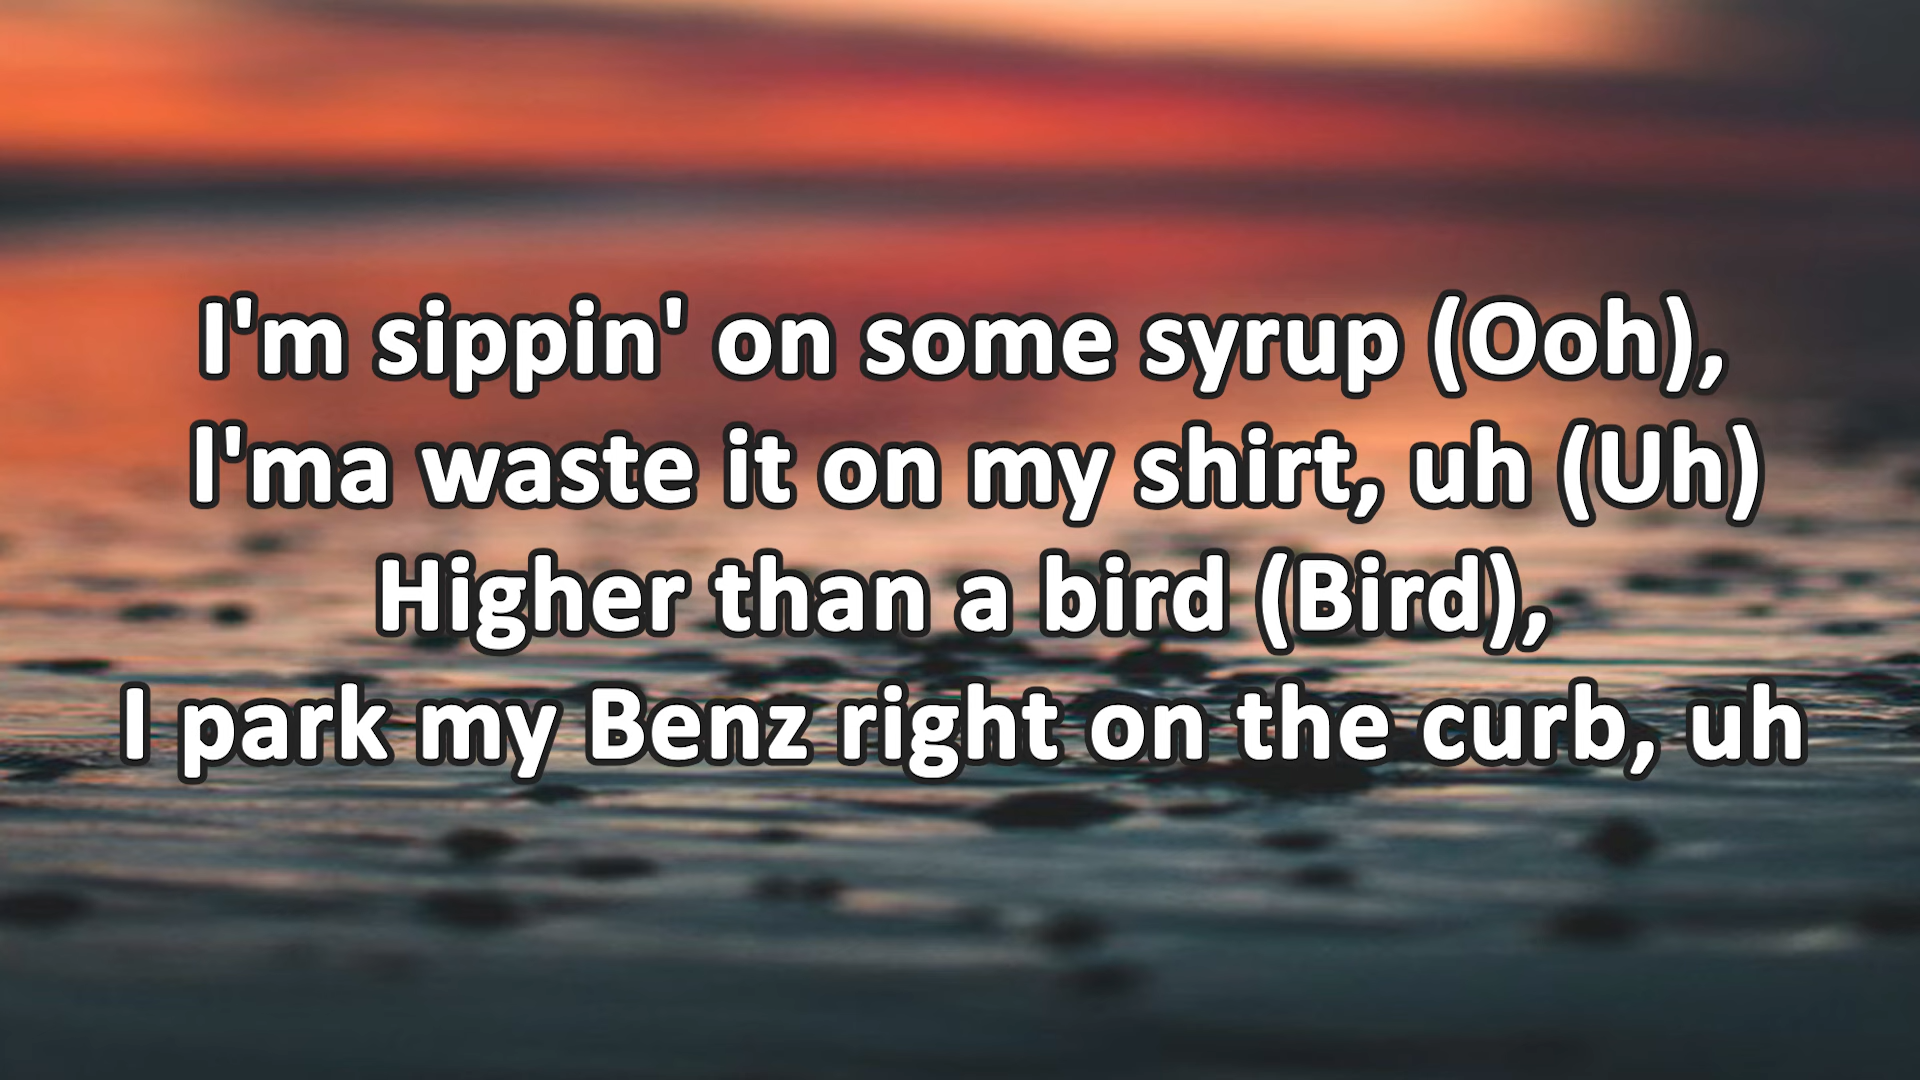 I'm sippin' on some syrup (Ooh),
I'ma waste it on my shirt, uh (Uh)
Higher than a bird (Bird),
I park my Benz right on the curb, uh